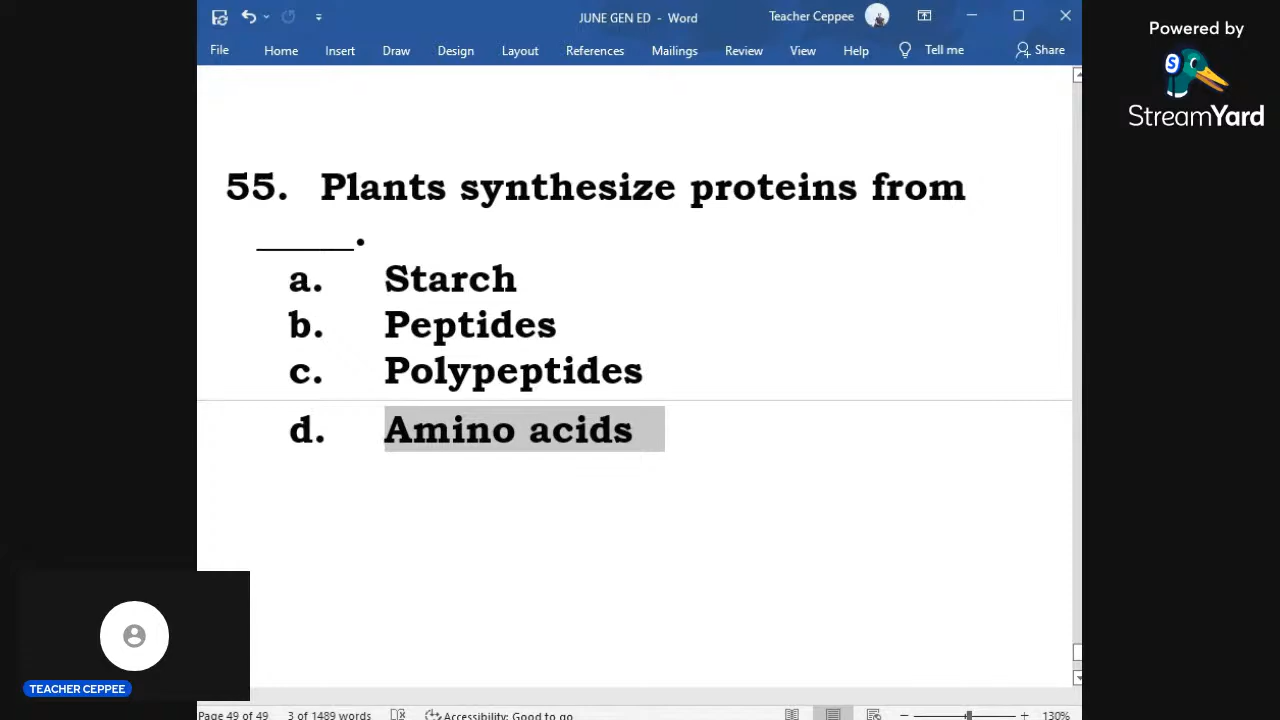 JUNE GEN ED - Word
Teacher Ceppee
File Home Insert Draw Design Layout References Mailings Review View Help Tell me Share
Powered by
StreamYard
55. Plants synthesize proteins from
_____.
a. Starch
b. Peptides
c. Polypeptides
d. Amino acids
TEACHER CEPPEE
Page 49 of 49 3 of 1489 words Accessibility: Good to go 130%